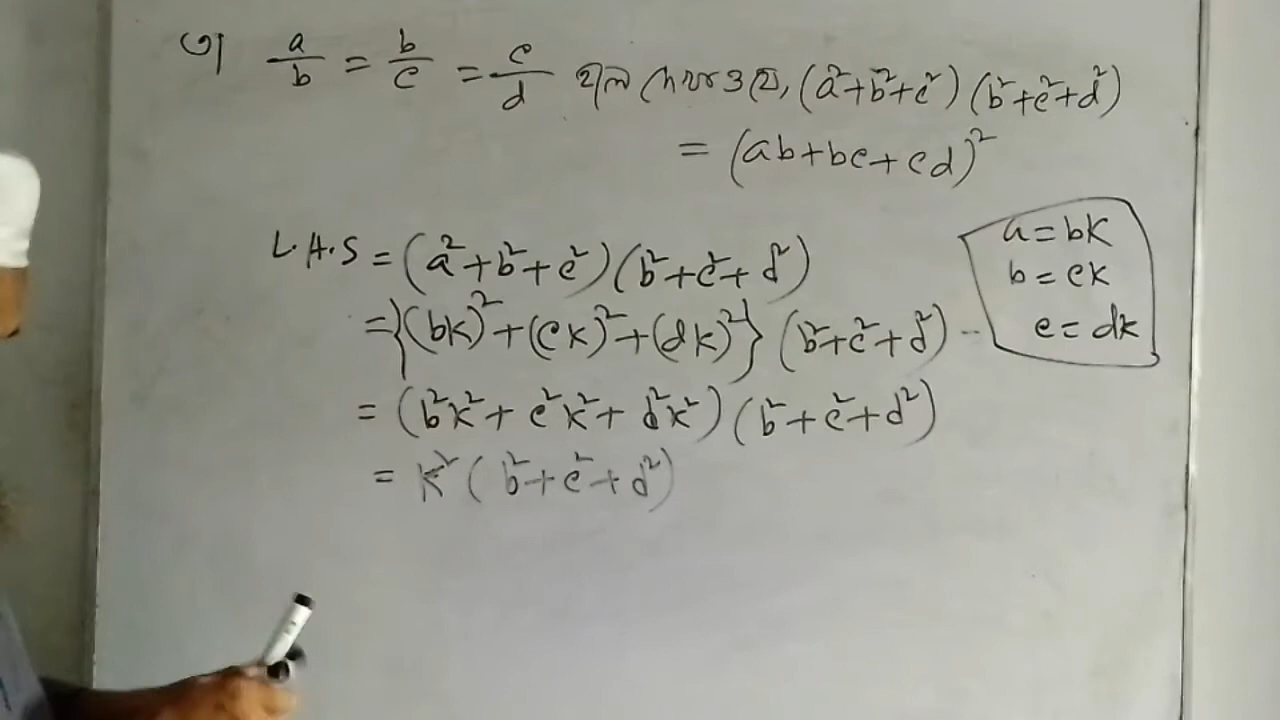 ৩। a/b = b/c = c/d হলে দেখাও যে, (a²+b²+c²)(b²+c²+d²)
= (ab+bc+cd)²
L.H.S = (a²+b²+c²)(b²+c²+d²)
a=bk
b=ck
c=dk
={(bk)²+(ck)²+(dk)²}(b²+c²+d²) --
= (b²k²+c²k²+d²k²)(b²+c²+d²)
= k²(b²+c²+d²)